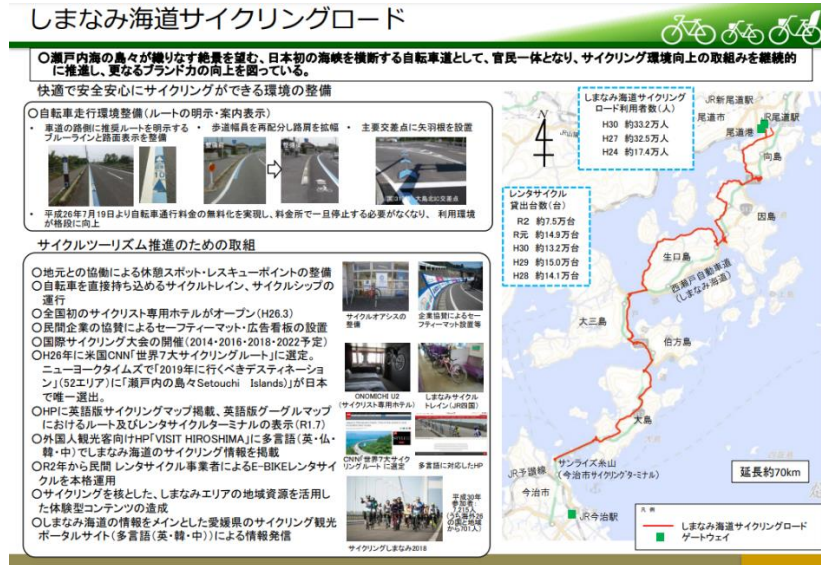 しまなみ海道サイクリングロード
○瀬戸内海の島々が織りなす絶景を望む、日本初の海峡を横断する自転車道として、官民一体となり、サイクリング環境向上の取組みを継続的
に推進し、更なるブランド力の向上を図っている。
快適で安全安心にサイクリングができる環境の整備
○自転車走行環境整備(ルートの明示・案内表示)
・ 車道の路側に推奨ルートを明示する
ブルーラインと路面表示を整備
・ 歩道幅員を再配分し路肩を拡幅
・ 主要交差点に矢羽根を設置
・ 平成26年7月19日より自転車通行料金の無料化を実現し、料金所で一旦停止する必要がなくなり、 利用環境
が格段に向上
サイクルツーリズム推進のための取組
○地元との協働による休憩スポット・レスキューポイントの整備
○自転車を直接持ち込めるサイクルトレイン、サイクルシップの
運行
○全国初のサイクリスト専用ホテルがオープン(H26.3)
○民間企業の協賛によるセーフティーマット・広告看板の設置
○国際サイクリング大会の開催(2014・2016・2018・2022予定)
○H26年に米国CNN「世界7大サイクリングルート」に選定。
ニューヨークタイムズで「2019年に行くべきデスティネーショ
ン」(52エリア)に「瀬戸内の島々Setouchi Islands)」が日本
で唯一選出。
○HPに英語版サイクリングマップ掲載、英語版グーグルマップ
におけるルート及びレンタサイクルターミナルの表示(R1.7)
○外国人観光客向けHP「VISIT HIROSHIMA」に多言語(英・仏・
韓・中)でしまなみ海道のサイクリング情報を掲載
○R2年から民間 レンタサイクル事業者によるE-BIKEレンタサイ
クルを本格運用
○サイクリングを核とした、しまなみエリアの地域資源を活用し
た体験型コンテンツの造成
○しまなみ海道の情報をメインとした愛媛県のサイクリング観光
ポータルサイト(多言語(英・韓・中))による情報発信
サイクルオアシスの
整備
企業協賛によるセー
フティーマット設置等
ONOMICHI U2
(サイクリスト専用ホテル)
しまなみサイクル
トレイン(JR四国)
CNN「世界7大サイク
リングルート」に選定
多言語に対応したHP
平成30年
参加者:
7,215人
(うち海外26
の国と地域
から701人)
サイクリングしまなみ2018
しまなみ海道サイクリング
ロード利用者数(人)
H30 約33.2万人
H27 約32.5万人
H24 約17.4万人
レンタサイクル
貸出台数(台)
R2 約7.5万台
R元 約14.9万台
H30 約13.2万台
H29 約15.0万台
H28 約14.1万台
JR新尾道駅
尾道市
JR尾道駅
尾道港
向島
因島
生口島
西瀬戸自動車道
(しまなみ海道)
大三島
伯方島
大島
サンライズ糸山
(今治市サイクリングターミナル)
JR予讃線
今治市
JR今治駅
延長約70km
凡 例
しまなみ海道サイクリングロード
ゲートウェイ